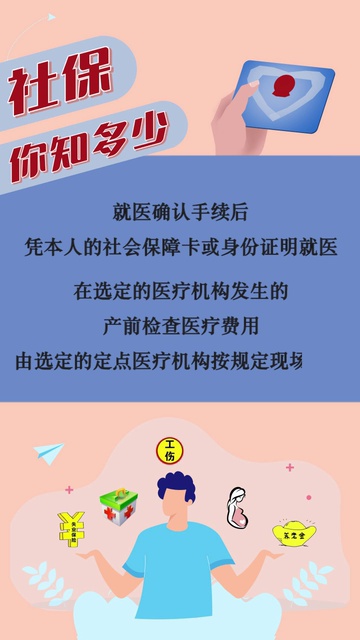 社保
你知多少
就医确认手续后
凭本人的社会保障卡或身份证明就医
在选定的医疗机构发生的
产前检查医疗费用
由选定的定点医疗机构按规定现场
工
伤
失业保险
养老金